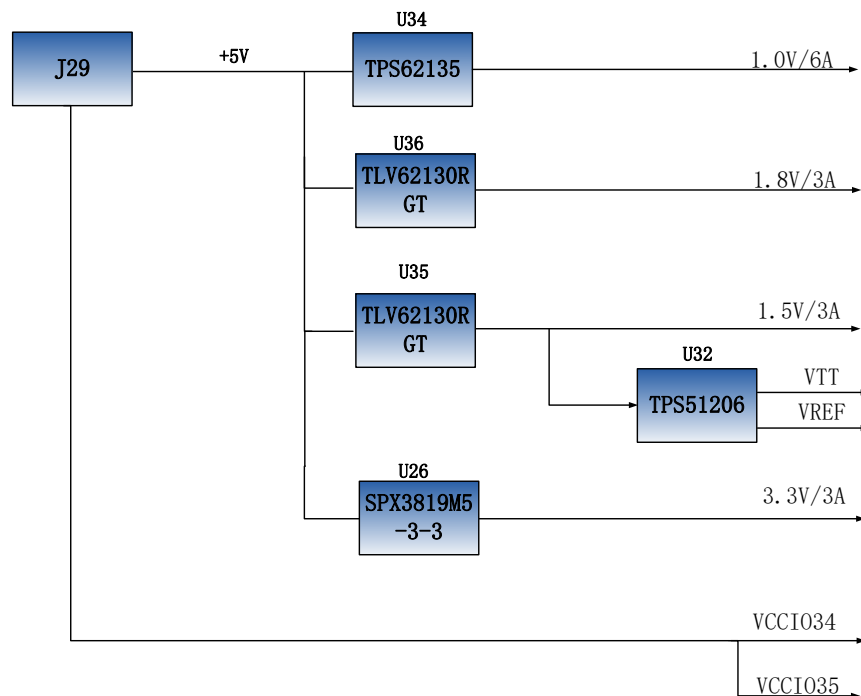 U34
J29
+5V
TPS62135
1.0V/6A
U36
TLV62130R
GT
1.8V/3A
U35
TLV62130R
GT
1.5V/3A
U32
TPS51206
VTT
VREF
U26
SPX3819M5
-3-3
3.3V/3A
VCCIO34
VCCIO35